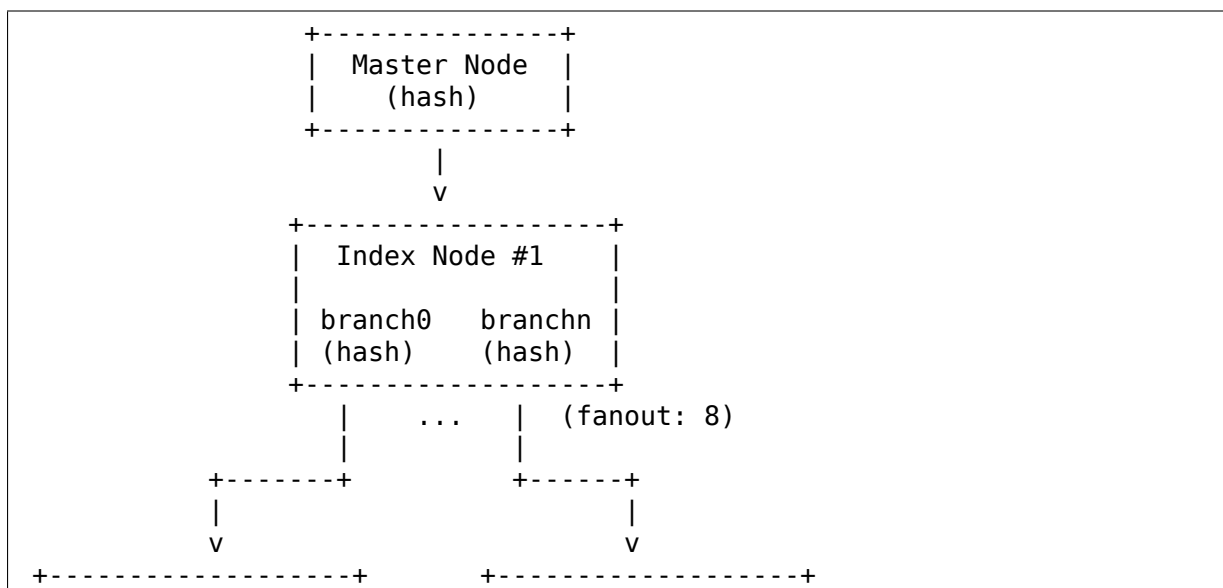 +---------------+
|  Master Node  |
|    (hash)     |
+---------------+
|
v
+-------------------+
|  Index Node #1    |
|                   |
| branch0   branchn |
| (hash)    (hash)  |
+-------------------+
|    ...   |  (fanout: 8)
|          |
+-------+          +------+
|                         |
v                         v
+-------------------+       +-------------------+